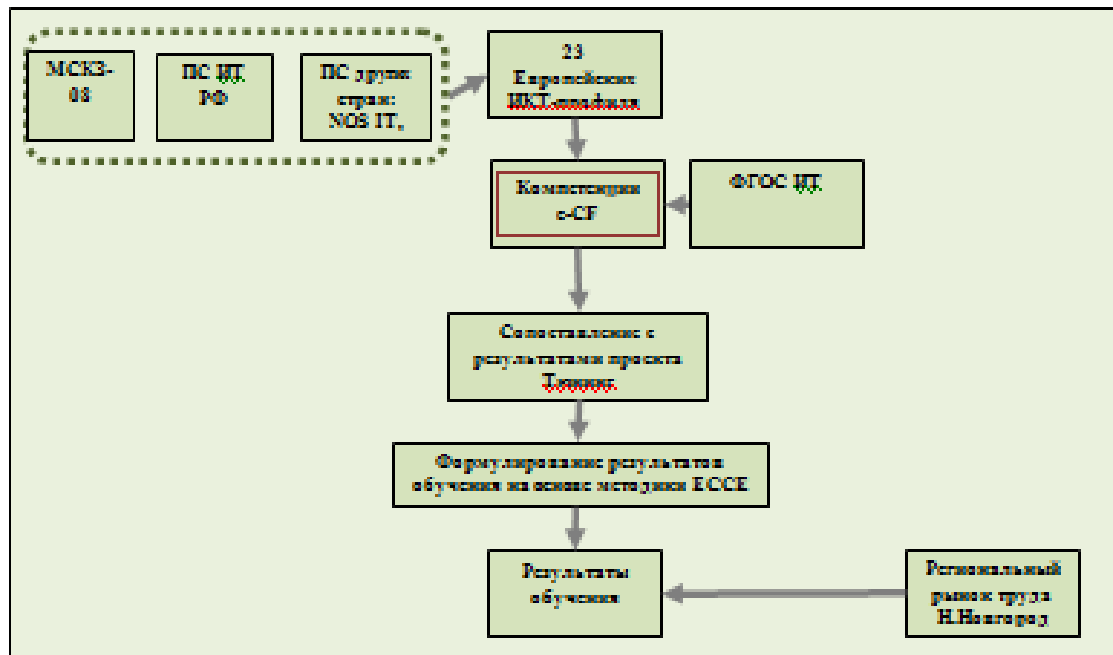 МСКЗ-
08
ПС ИТ
РФ
ПС других
стран:
NOS IT,
23
Европейских
ИКТ-профиля
Компетенции
e-CF
ФГОС ИТ
Сопоставление с
результатами проекта
Тюнинг
Формулирование результатов
обучения на основе методики ECCE
Результаты
обучения
Региональный
рынок труда
Н.Новгород